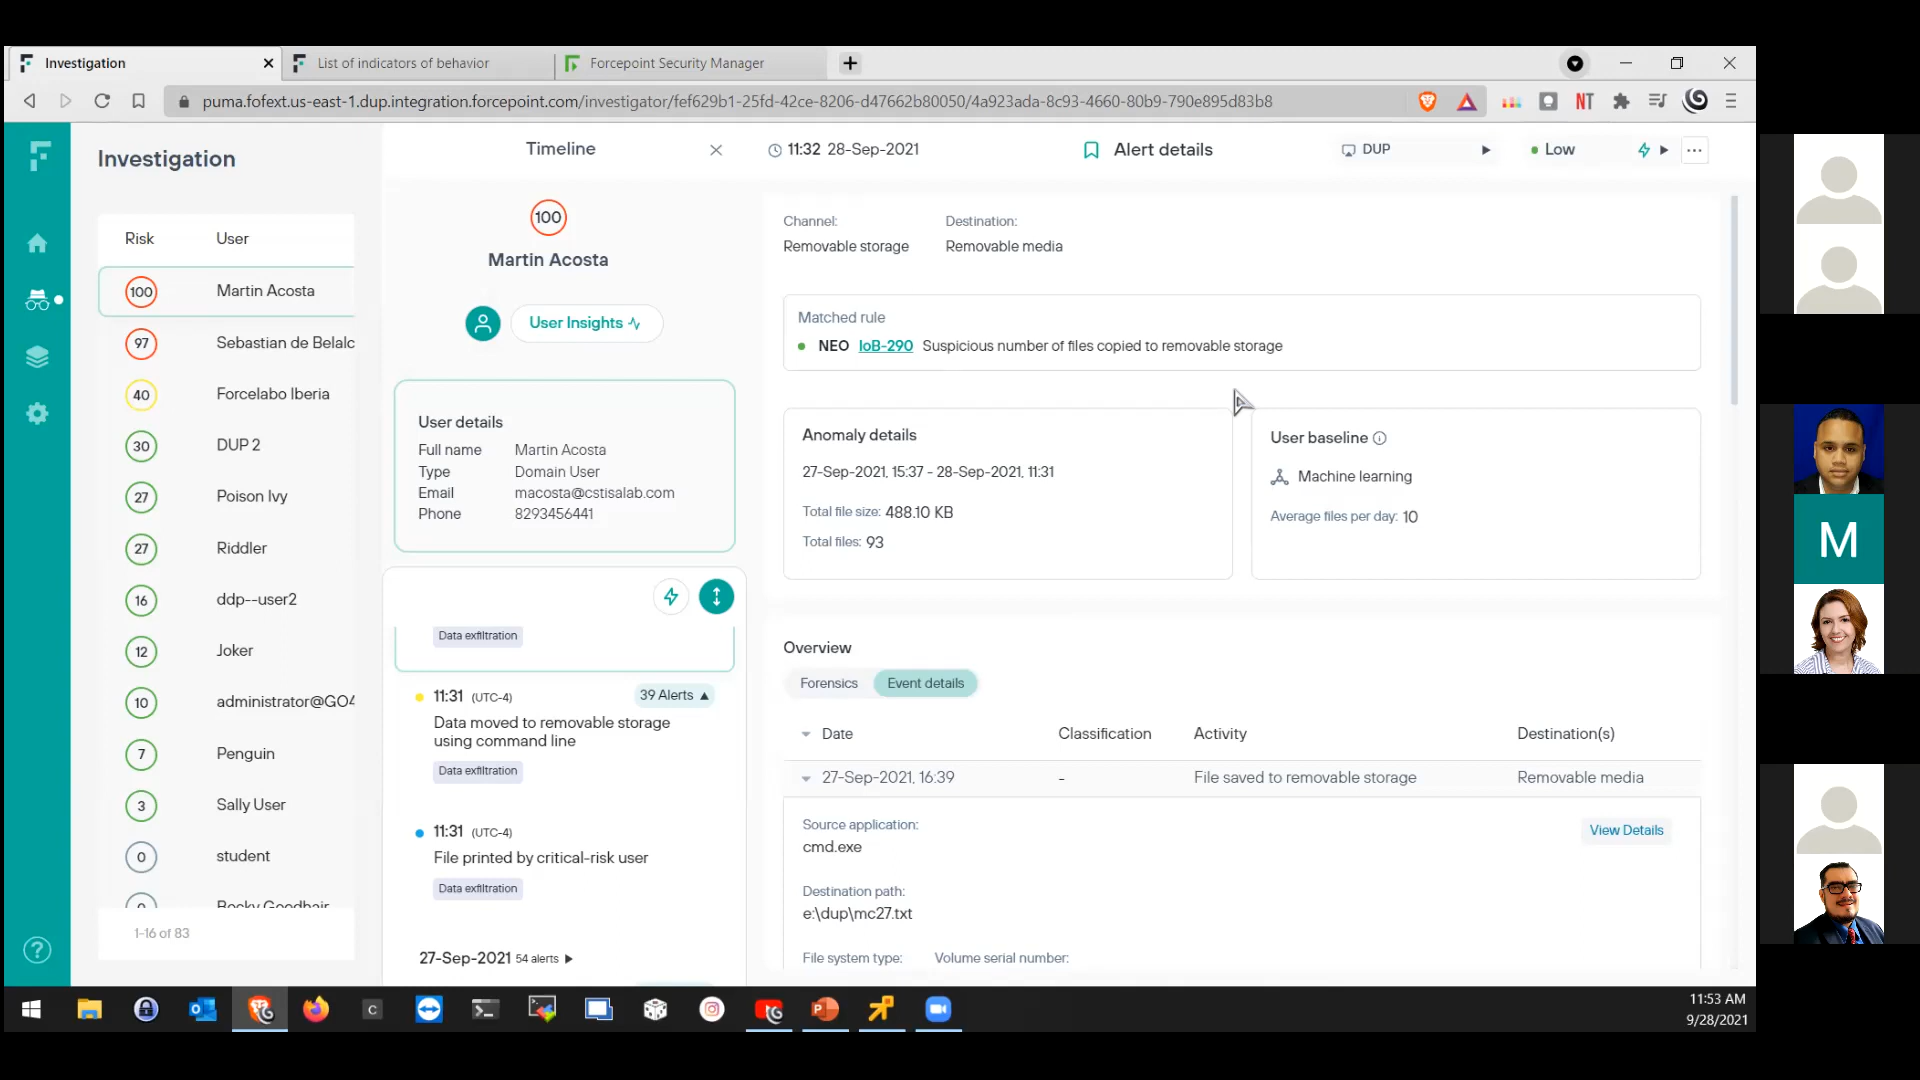 Investigation
List of indicators of behavior
Forcepoint Security Manager
puma.fofext.us-east-1.dup.integration.forcepoint.com/investigator/fef629b1-25fd-42ce-8206-d47662b80050/4a923ada-8c93-4660-80b9-790e895d83b8
NT
Investigation
Risk User
100 Martin Acosta
97 Sebastian de Belalc
40 Forcelabo Iberia
30 DUP 2
27 Poison Ivy
27 Riddler
16 ddp--user2
12 Joker
10 administrator@GO4
7 Penguin
3 Sally User
0 student
0 Becky Goodhair
1-16 of 83
Timeline
100
Martin Acosta
User Insights
User details
Full name Martin Acosta
Type Domain User
Email macosta@cstisalab.com
Phone 8293456441
Data exfiltration
11:31 (UTC-4) 39 Alerts
Data moved to removable storage
using command line
Data exfiltration
11:31 (UTC-4)
File printed by critical-risk user
Data exfiltration
27-Sep-2021 54 alerts
11:32 28-Sep-2021
Alert details
DUP
Low
Channel: Destination:
Removable storage Removable media
Matched rule
NEO IoB-290 Suspicious number of files copied to removable storage
Anomaly details
27-Sep-2021, 15:37 - 28-Sep-2021, 11:31
Total file size: 488.10 KB
Total files: 93
User baseline
Machine learning
Average files per day: 10
Overview
Forensics Event details
Date Classification Activity Destination(s)
27-Sep-2021, 16:39 - File saved to removable storage Removable media
Source application:
cmd.exe
View Details
Destination path:
e:\dup\mc27.txt
File system type: Volume serial number:
M
C
11:53 AM
9/28/2021